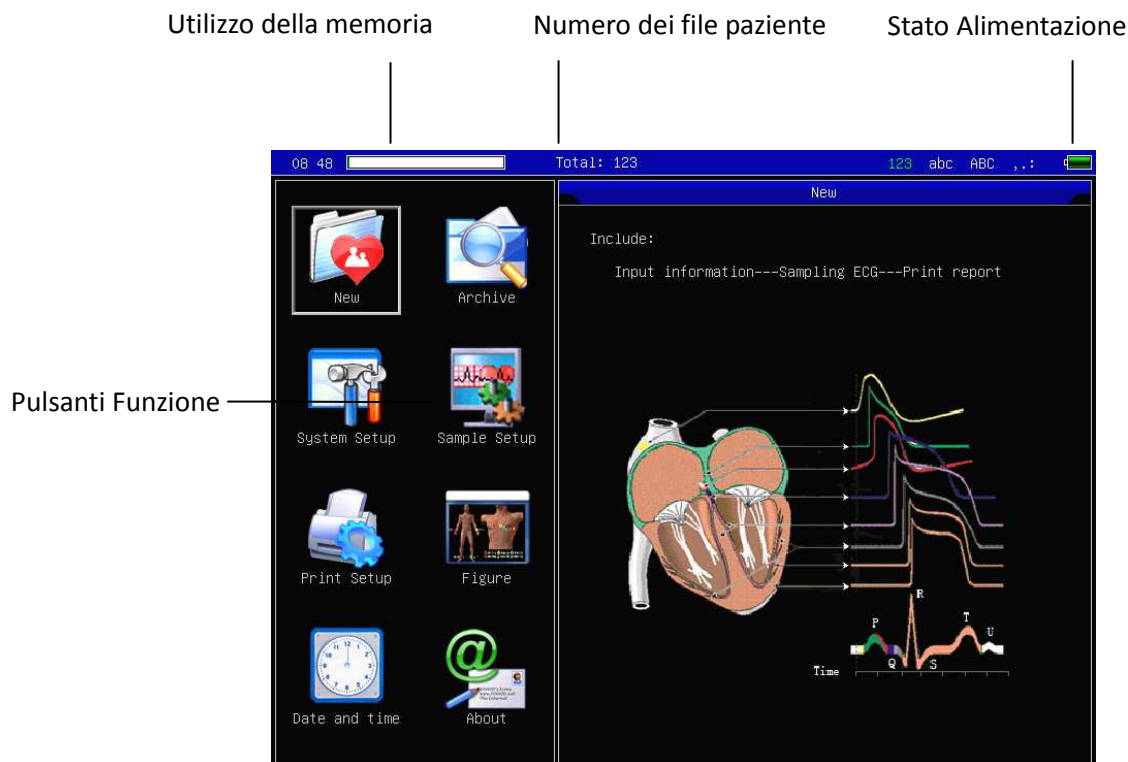 Utilizzo della memoria Numero dei file paziente Stato Alimentazione
08 48 Total: 123 123 abc ABC ,.:
New
Include:
Input information---Sampling ECG---Print report
New Archive
Pulsanti Funzione
System Setup Sample Setup
Print Setup Figure
Date and time About
R
P T U
Q S
Time